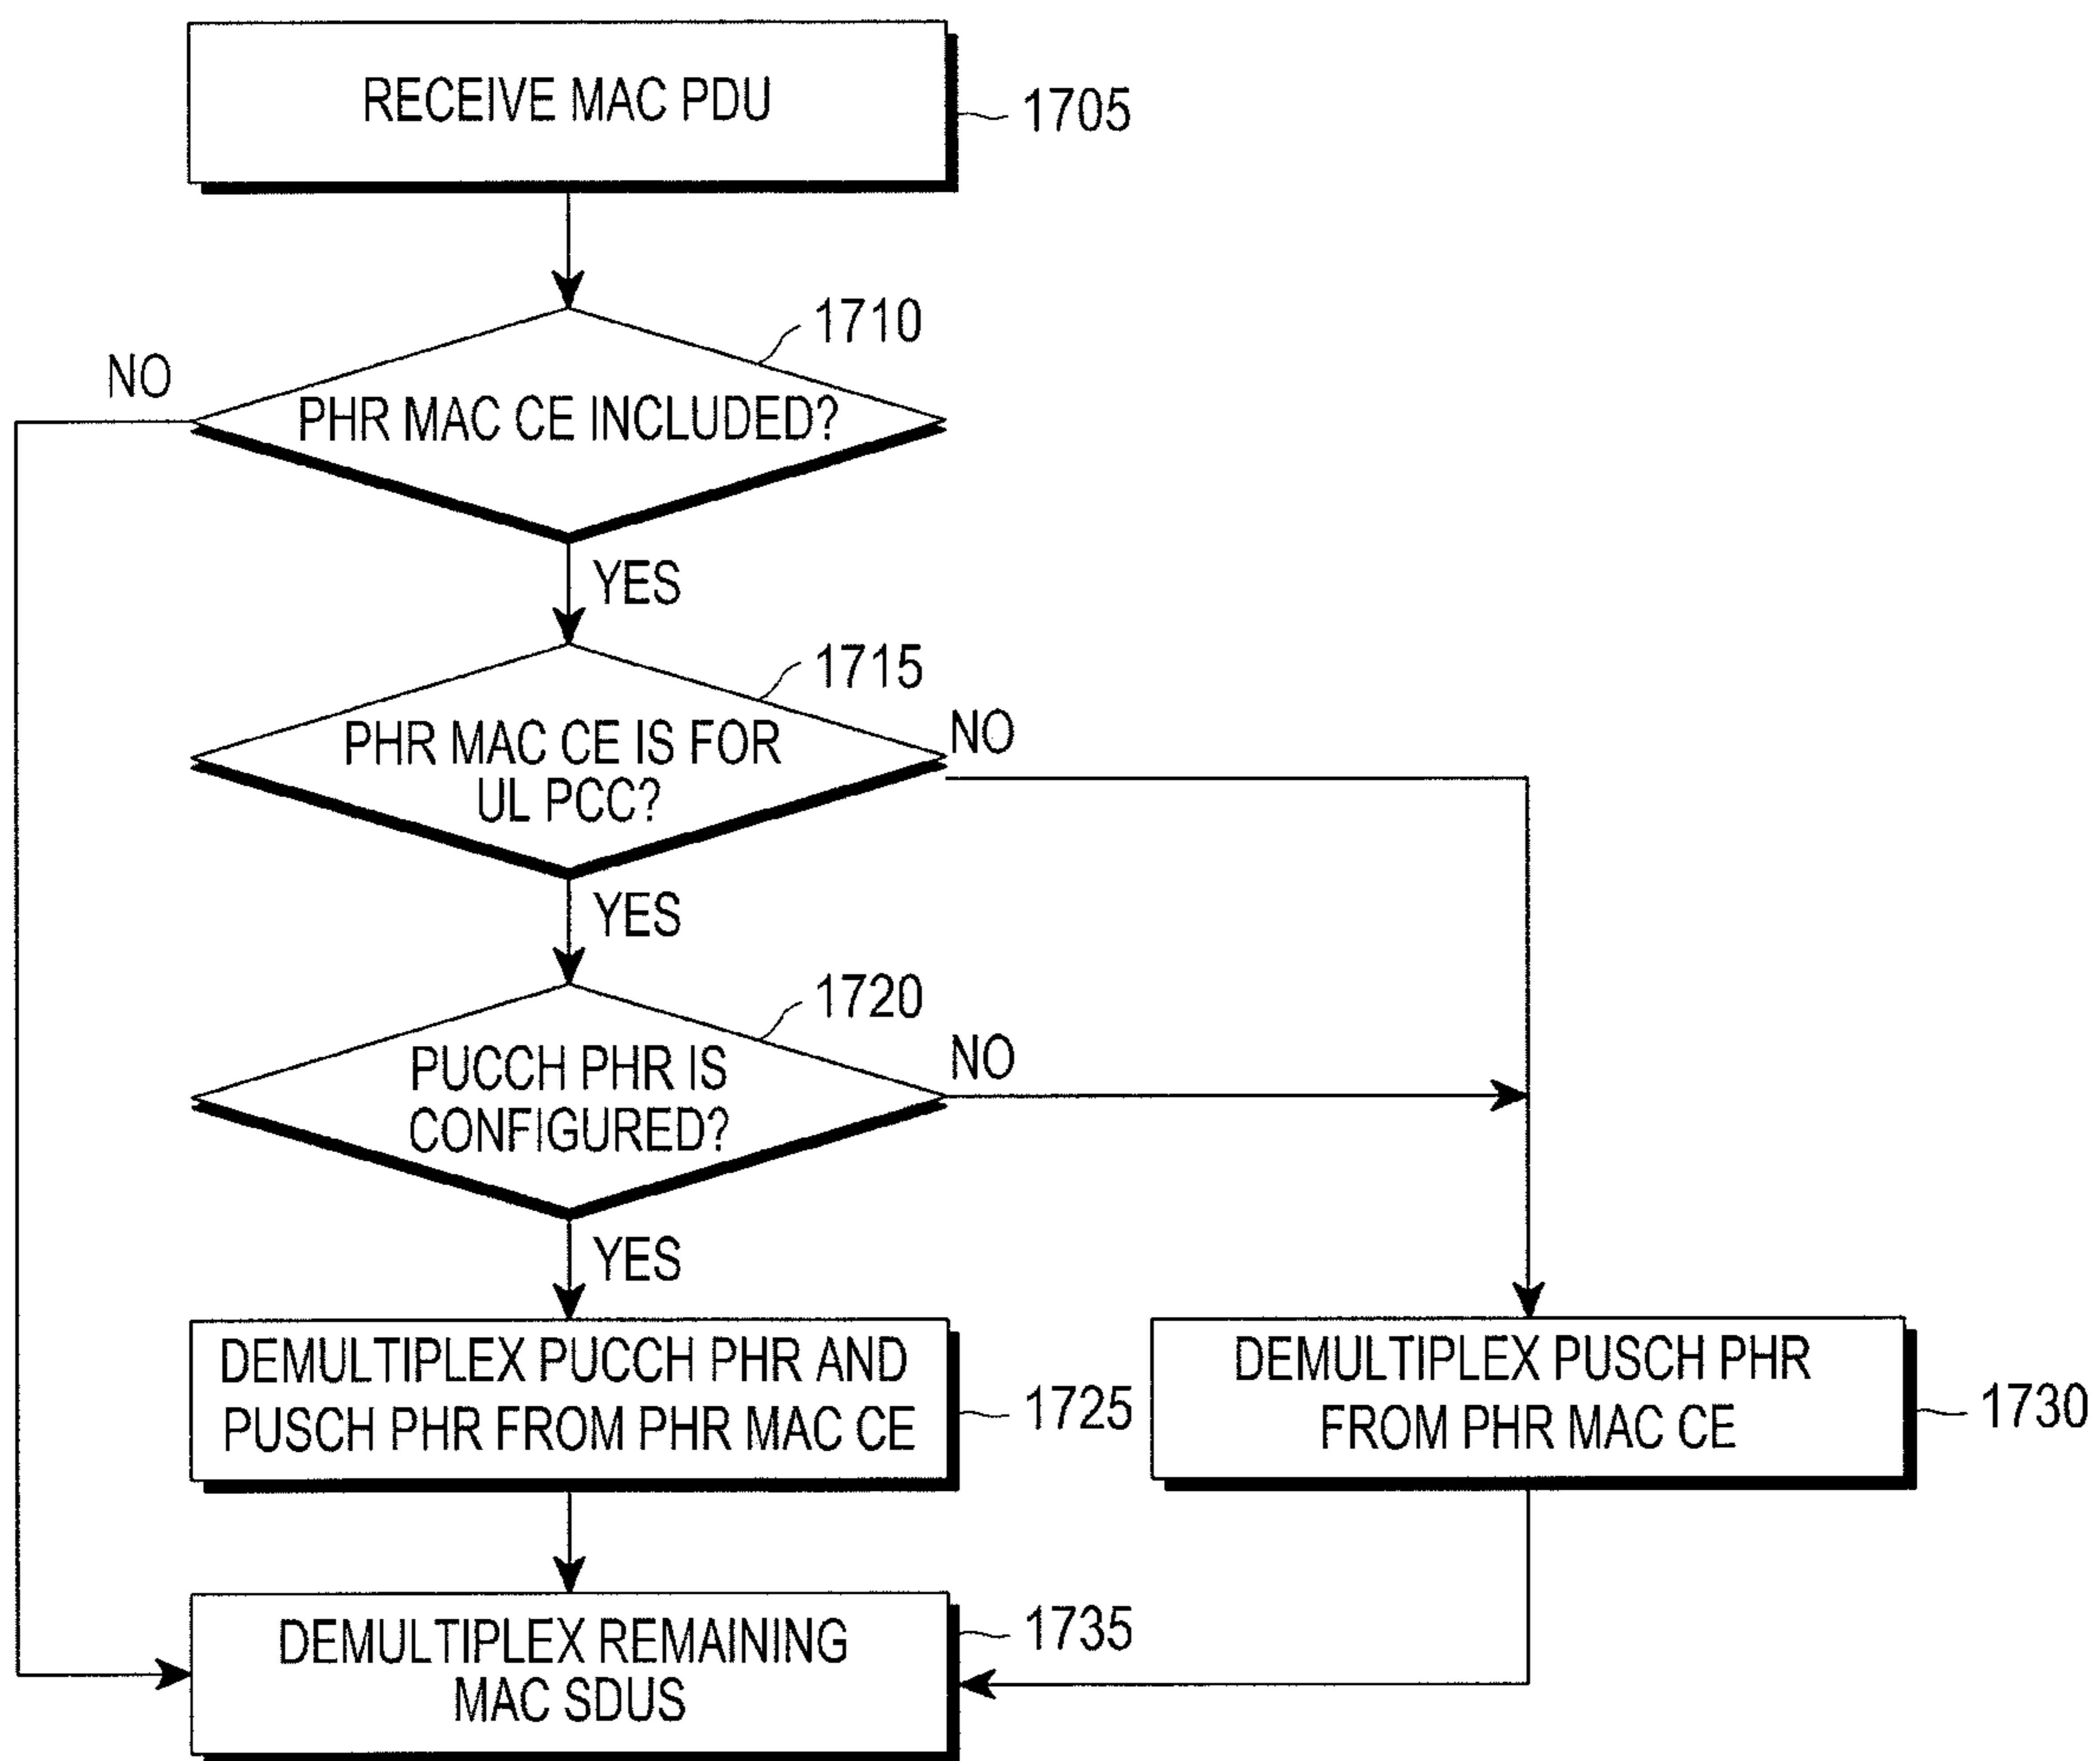 RECEIVE MAC PDU
1705
1710
NO
PHR MAC CE INCLUDED?
YES
1715
NO
PHR MAC CE IS FOR
UL PCC?
YES
1720
NO
PUCCH PHR IS
CONFIGURED?
YES
DEMULTIPLEX PUCCH PHR AND
PUSCH PHR FROM PHR MAC CE
1725
DEMULTIPLEX PUSCH PHR
FROM PHR MAC CE
1730
DEMULTIPLEX REMAINING
MAC SDUS
1735